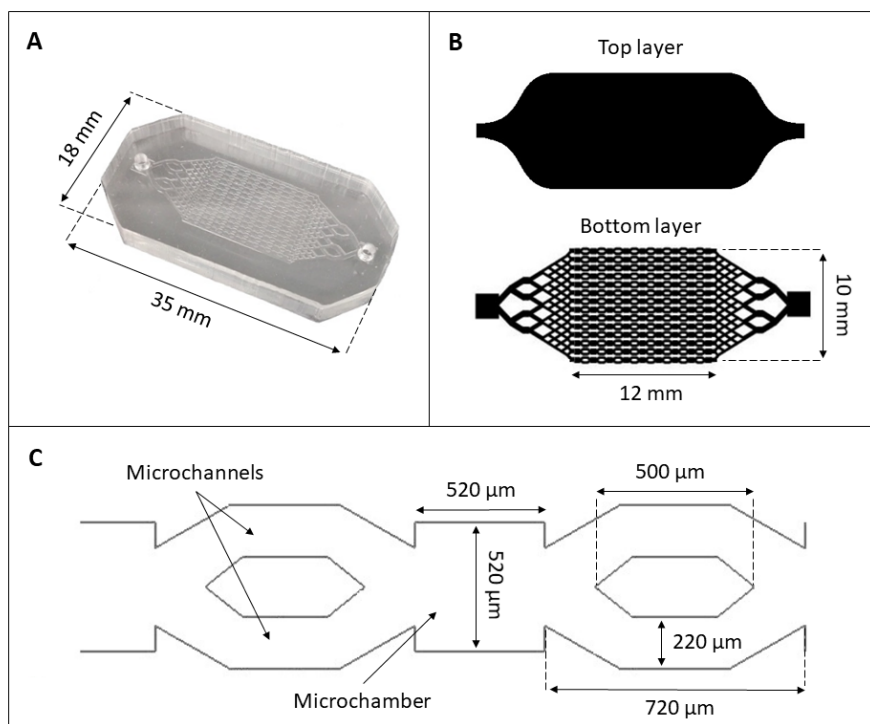 A
18 mm
35 mm
B
Top layer
Bottom layer
10 mm
12 mm
C
Microchannels
520 µm
500 µm
520 µm
220 µm
Microchamber
720 µm